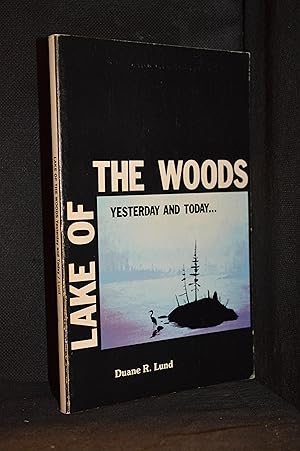 LAKE OF
THE WOODS
YESTERDAY AND TODAY...
Duane R. Lund